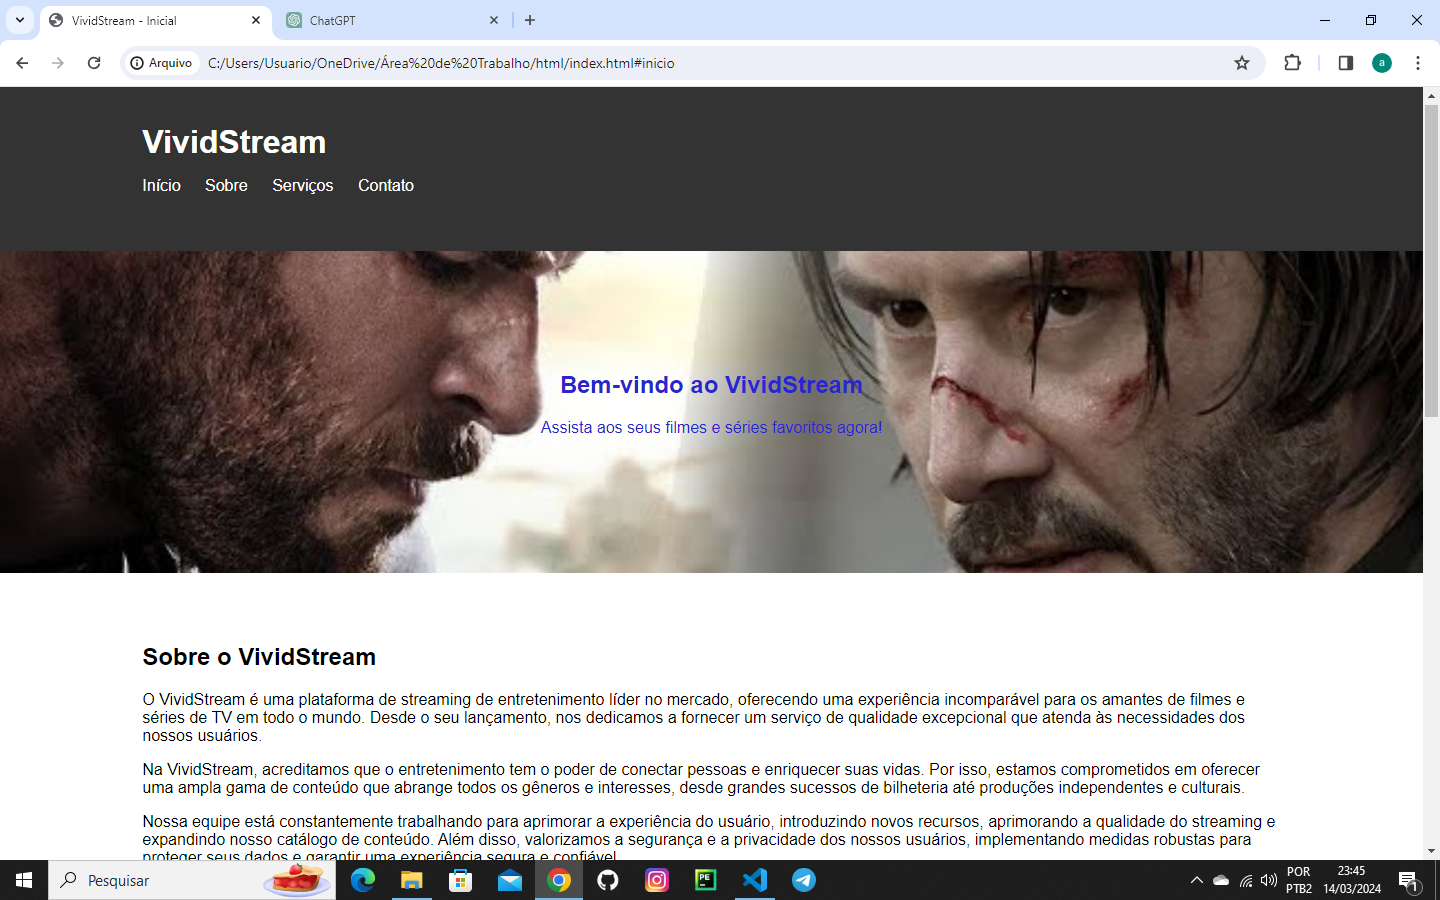 VividStream - Inicial
ChatGPT
Arquivo
C:/Users/Usuario/OneDrive/Área%20de%20Trabalho/html/index.html#inicio
a
VividStream
Início Sobre Serviços Contato
Bem-vindo ao VividStream
Assista aos seus filmes e séries favoritos agora!
Sobre o VividStream
O VividStream é uma plataforma de streaming de entretenimento líder no mercado, oferecendo uma experiência incomparável para os amantes de filmes e
séries de TV em todo o mundo. Desde o seu lançamento, nos dedicamos a fornecer um serviço de qualidade excepcional que atenda às necessidades dos
nossos usuários.
Na VividStream, acreditamos que o entretenimento tem o poder de conectar pessoas e enriquecer suas vidas. Por isso, estamos comprometidos em oferecer
uma ampla gama de conteúdo que abrange todos os gêneros e interesses, desde grandes sucessos de bilheteria até produções independentes e culturais.
Nossa equipe está constantemente trabalhando para aprimorar a experiência do usuário, introduzindo novos recursos, aprimorando a qualidade do streaming e
expandindo nosso catálogo de conteúdo. Além disso, valorizamos a segurança e a privacidade dos nossos usuários, implementando medidas robustas para
proteger seus dados e garantir uma experiência segura e confiável
Pesquisar
PE
POR
PTB2
23:45
14/03/2024
1